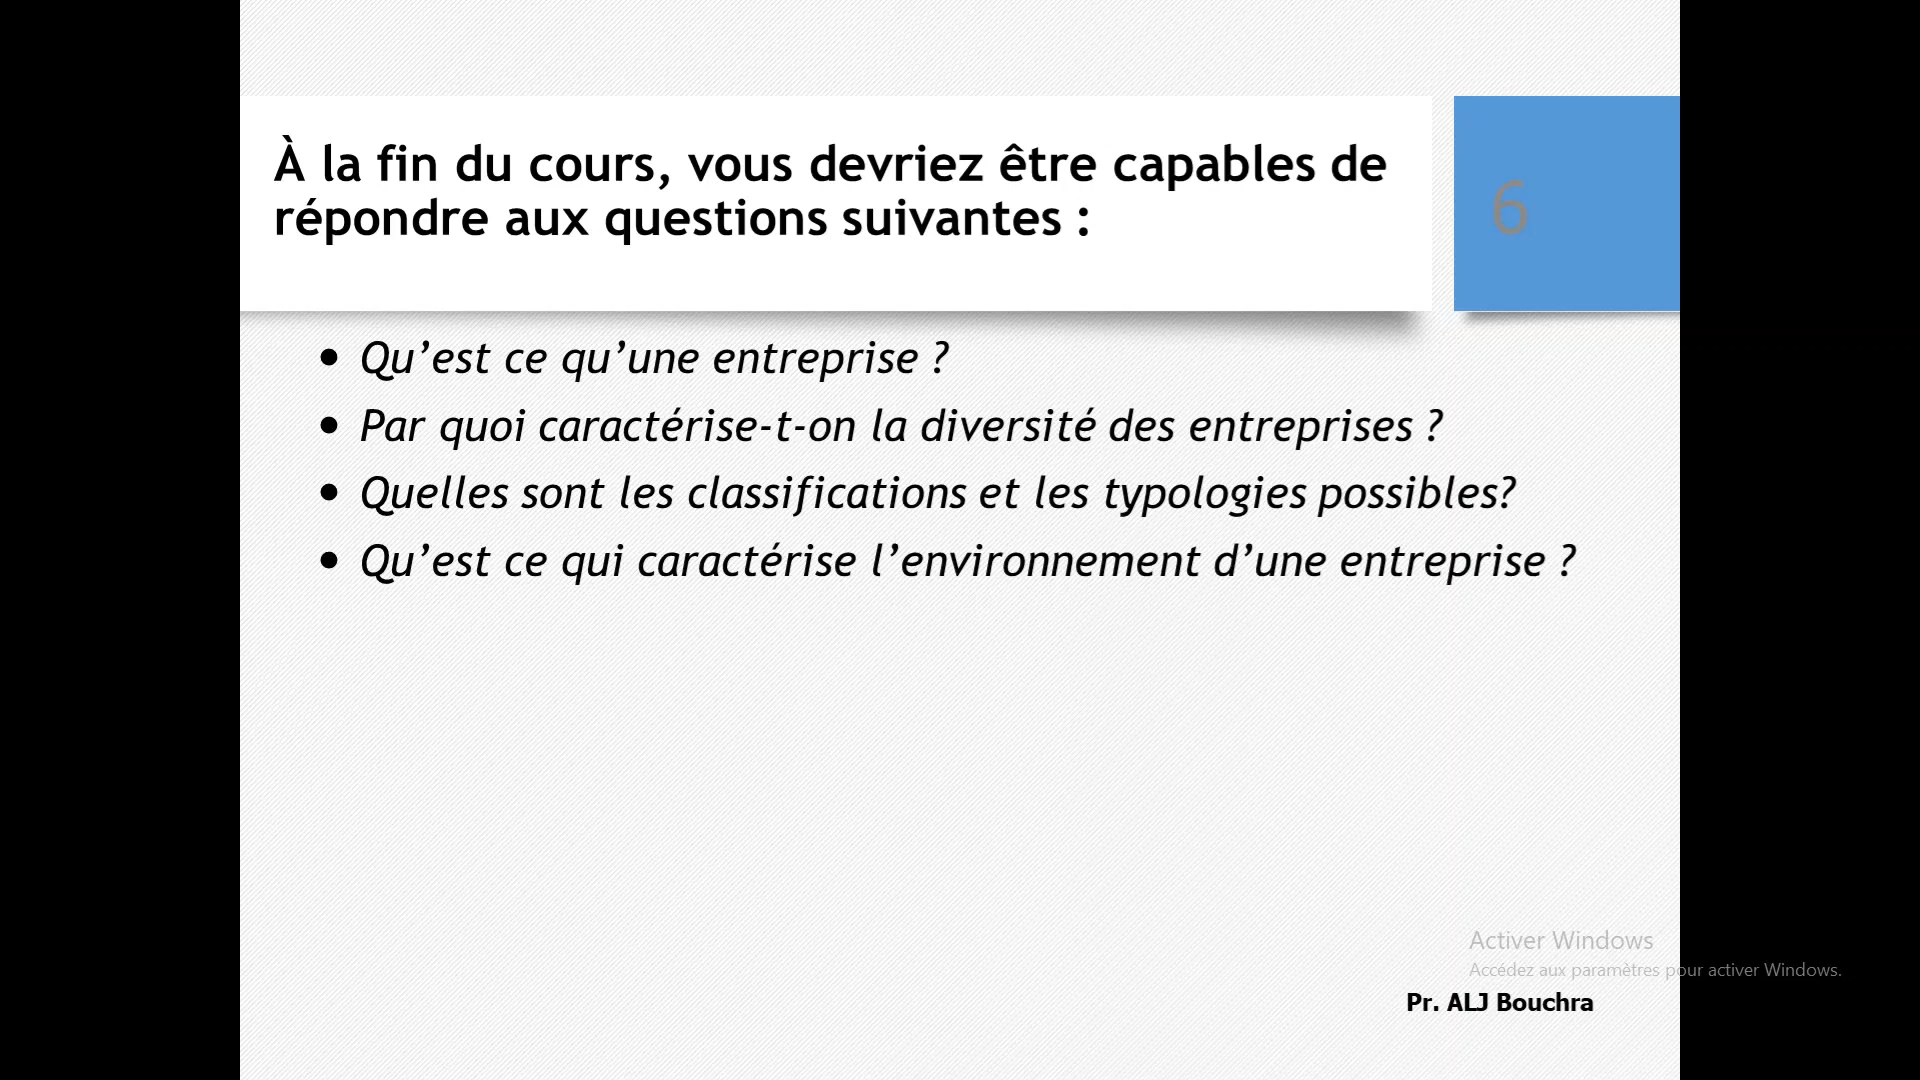 À la fin du cours, vous devriez être capables de
répondre aux questions suivantes :
6
• Qu’est ce qu’une entreprise ?
• Par quoi caractérise-t-on la diversité des entreprises ?
• Quelles sont les classifications et les typologies possibles?
• Qu’est ce qui caractérise l’environnement d’une entreprise ?
Activer Windows
Accédez aux paramètres pour activer Windows.
Pr. ALJ Bouchra